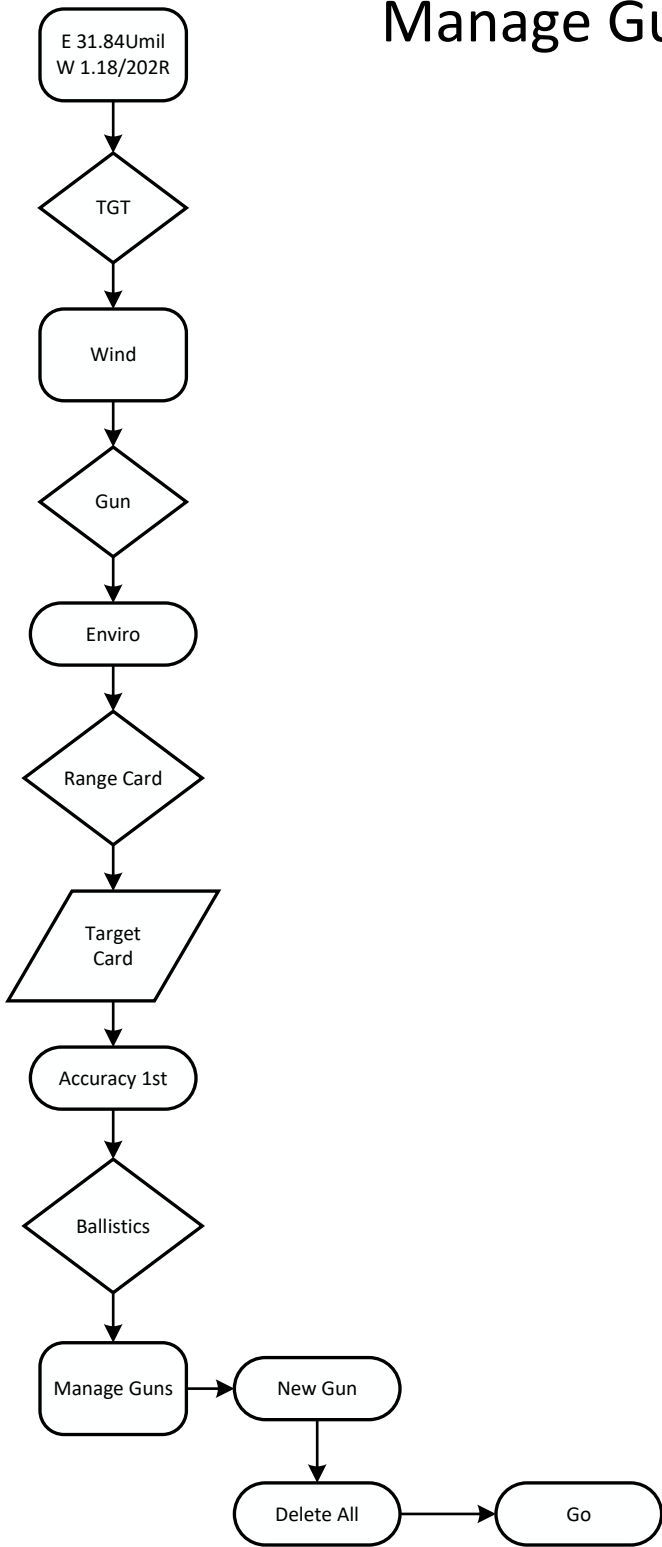 Manage Gu
E 31.84Umil
W 1.18/202R
TGT
Wind
Gun
Enviro
Range Card
Target
Card
Accuracy 1st
Ballistics
Manage Guns
New Gun
Delete All
Go